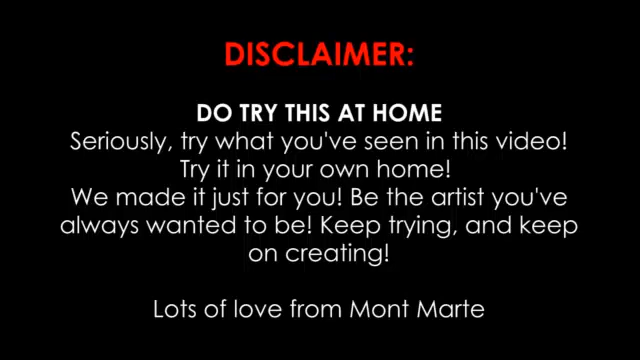 DISCLAIMER:
DO TRY THIS AT HOME
Seriously, try what you've seen in this video!
Try it in your own home!
We made it just for you! Be the artist you've
always wanted to be! Keep trying, and keep
on creating!
Lots of love from Mont Marte